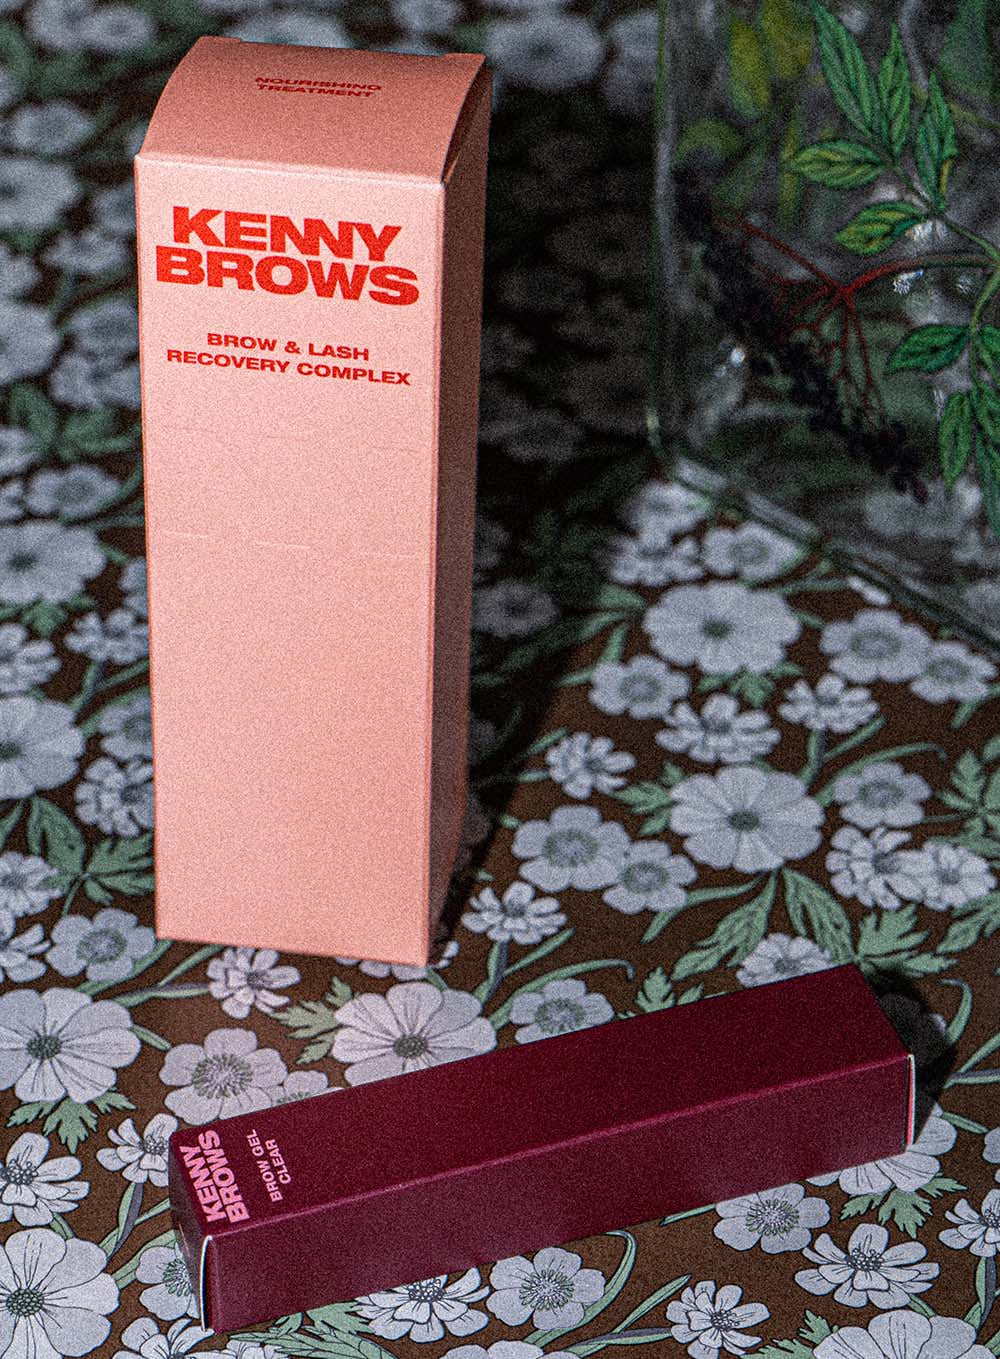 NOURISHING
TREATMENT
KENNY
BROWS
BROW & LASH
RECOVERY COMPLEX
KENNY
BROWS
BROW GEL
CLEAR